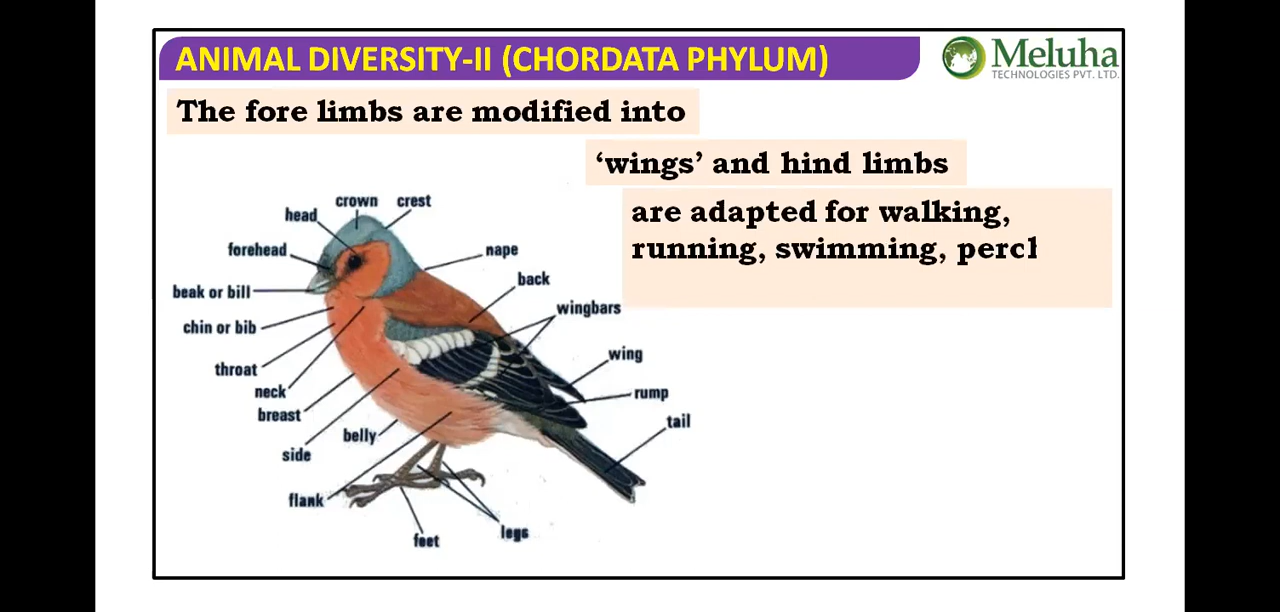 ANIMAL DIVERSITY-II (CHORDATA PHYLUM)
Meluha
TECHNOLOGIES PVT. LTD.
The fore limbs are modified into
‘wings’ and hind limbs
are adapted for walking,
running, swimming, perch
crown
crest
head
forehead
nape
beak or bill
back
chin or bib
wingbars
throat
wing
neck
rump
breast
tail
belly
side
flank
legs
feet